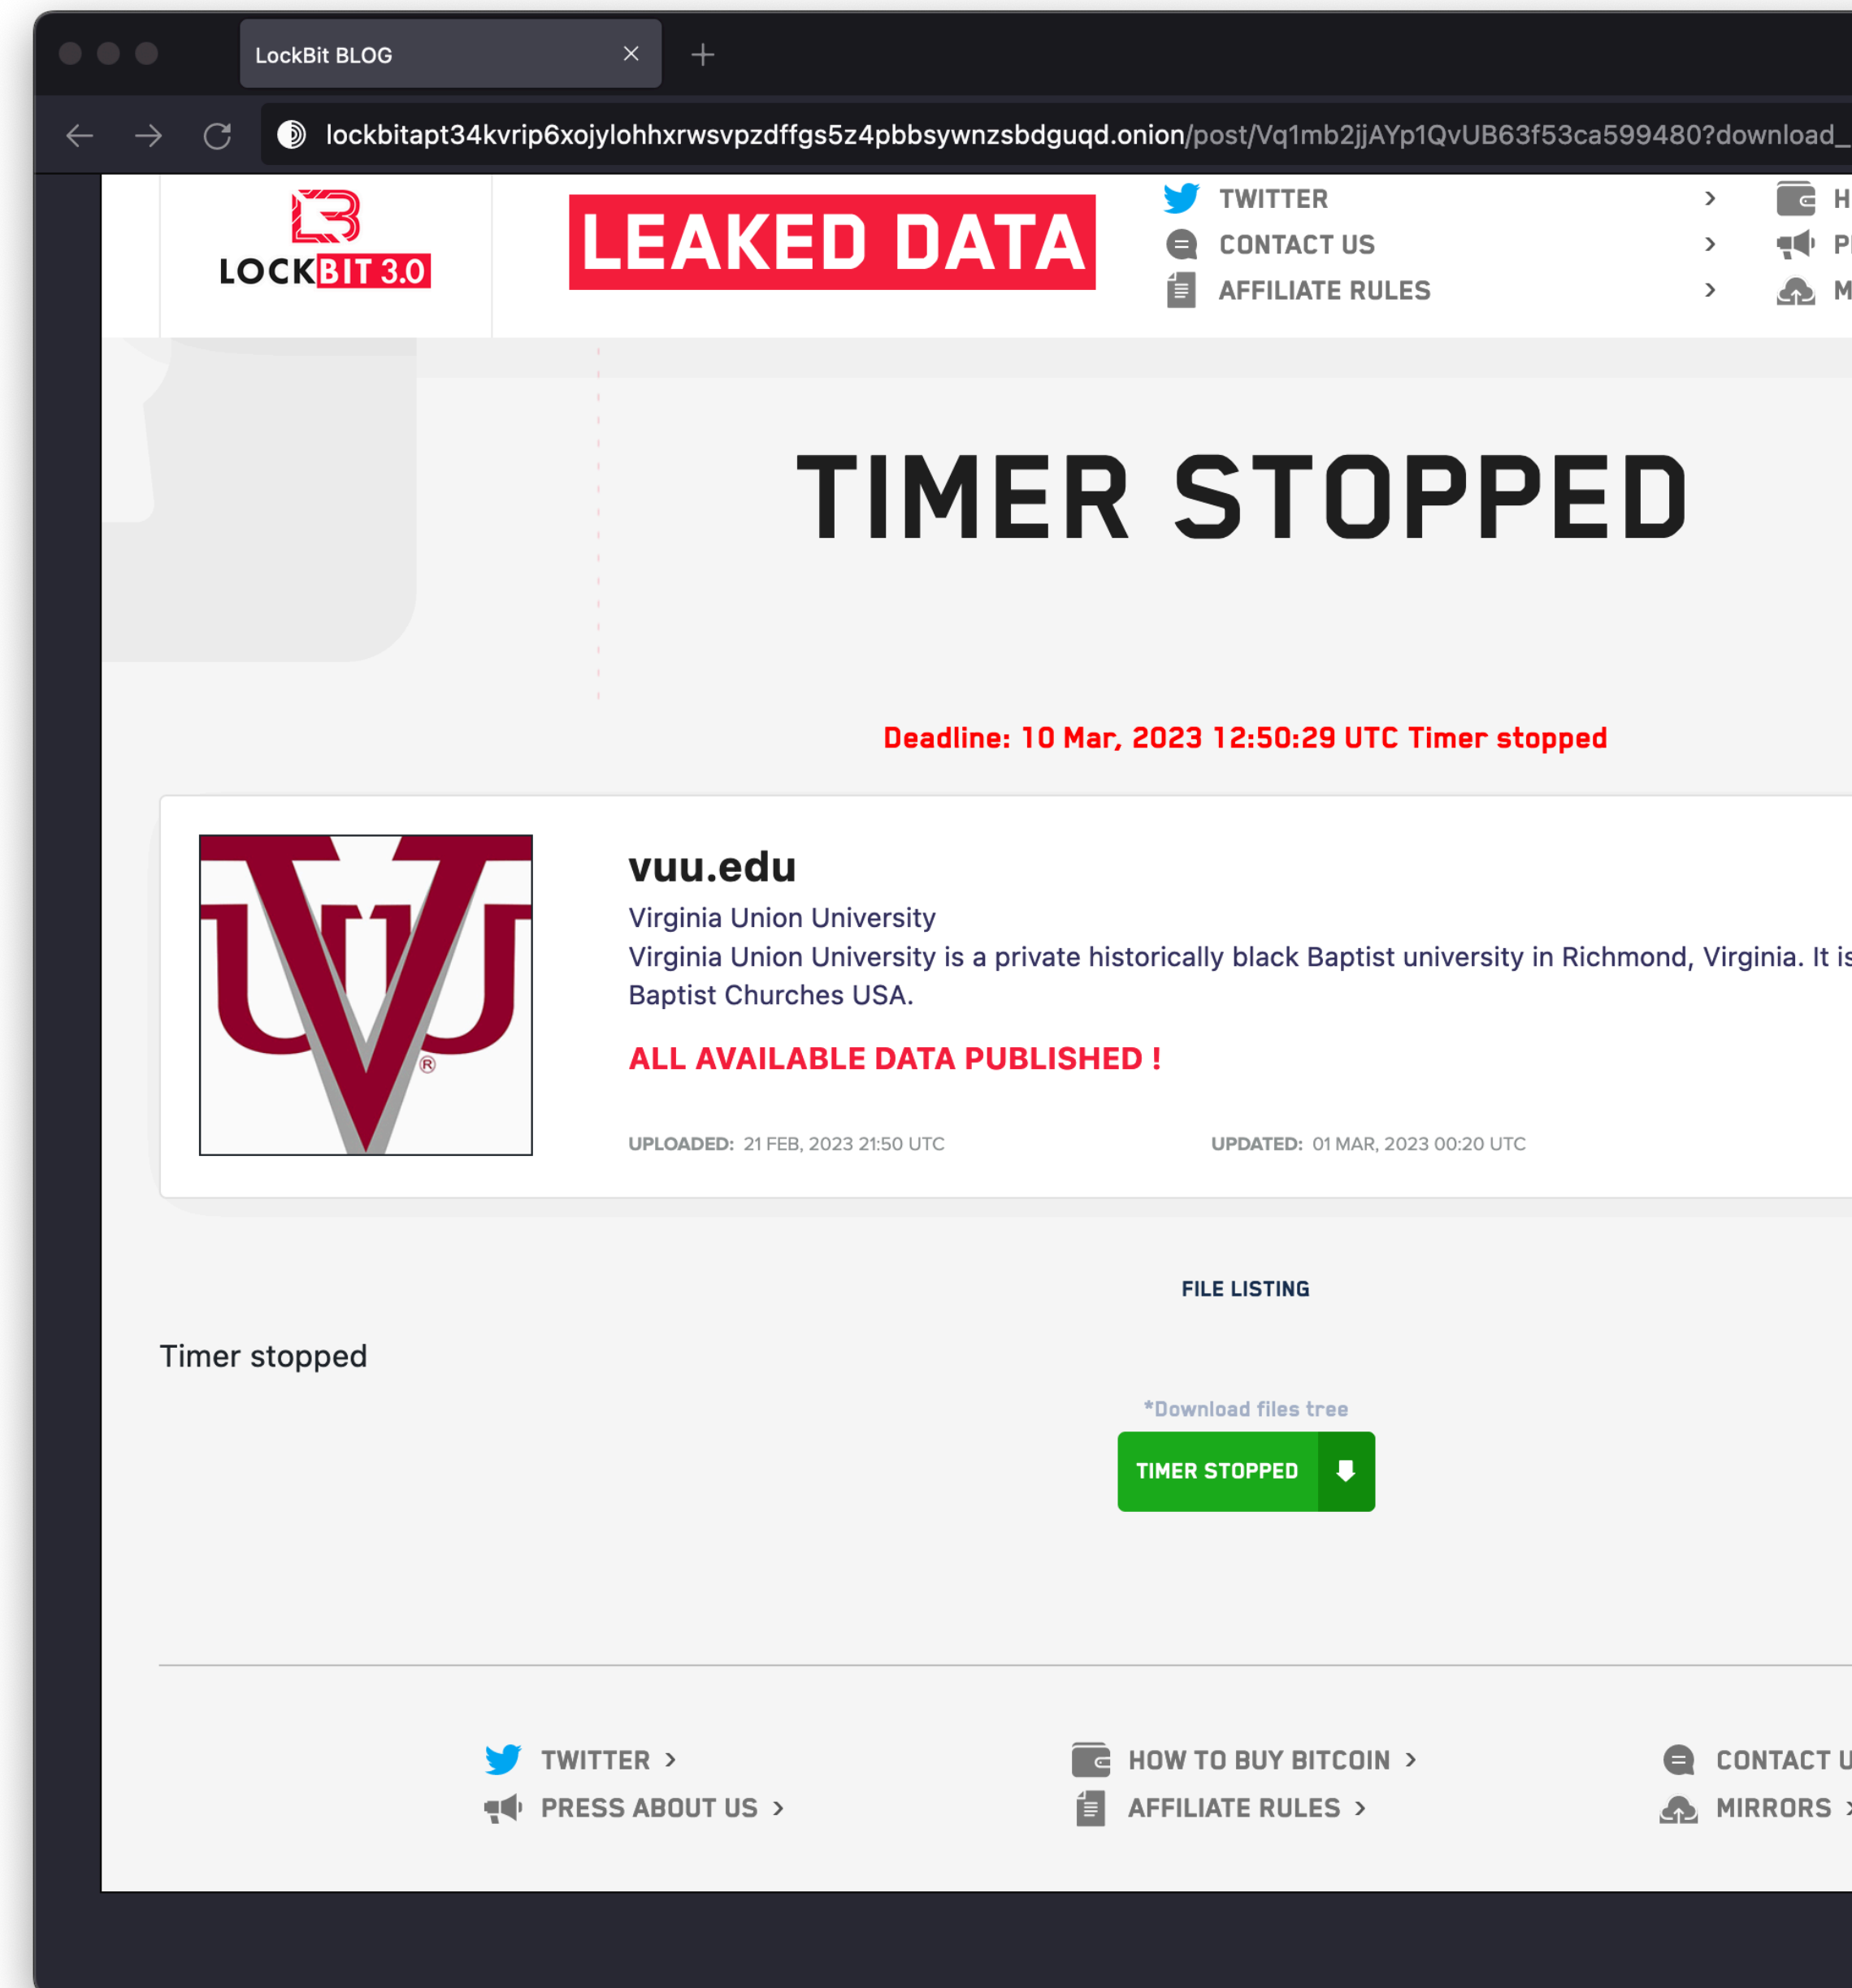 LockBit BLOG
lockbitapt34kvrip6xojylohhxrwsvpzdffgs5z4pbbsywnzsbdguqd.onion/post/Vq1mb2jjAYp1QvUB63f53ca599480?download_
LOCKBIT 3.0
LEAKED DATA
TWITTER
CONTACT US
AFFILIATE RULES
TIMER STOPPED
Deadline: 10 Mar, 2023 12:50:29 UTC Timer stopped
VUU
®
vuu.edu
Virginia Union University
Virginia Union University is a private historically black Baptist university in Richmond, Virginia. It is
Baptist Churches USA.
ALL AVAILABLE DATA PUBLISHED !
UPLOADED: 21 FEB, 2023 21:50 UTC UPDATED: 01 MAR, 2023 00:20 UTC
FILE LISTING
Timer stopped
*Download files tree
TIMER STOPPED
TWITTER > HOW TO BUY BITCOIN > CONTACT U
PRESS ABOUT US > AFFILIATE RULES > MIRRORS >